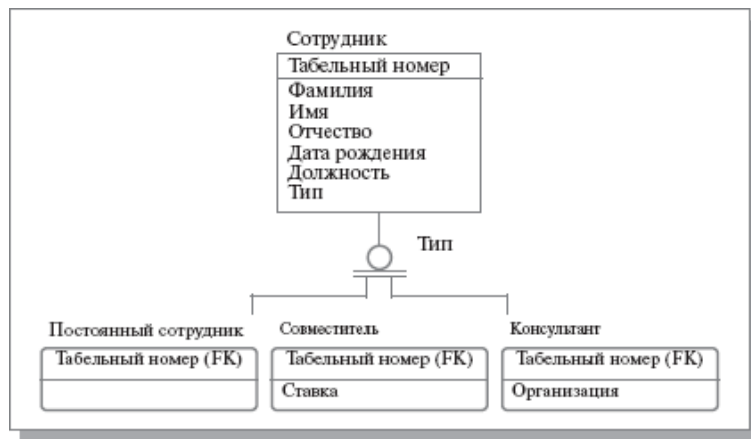 Сотрудник
Табельный номер
Фамилия
Имя
Отчество
Дата рождения
Должность
Тип
Тип
Постоянный сотрудник
Табельный номер (FK)
Совместитель
Табельный номер (FK)
Ставка
Консультант
Табельный номер (FK)
Организация